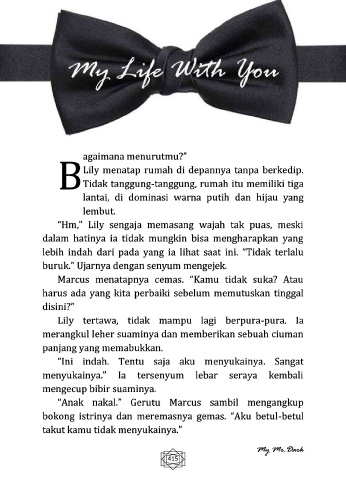 My Life With You
Bagaimana menurutmu?”
Lily menatap rumah di depannya tanpa berkedip.
Tidak tanggung-tanggung, rumah itu memiliki tiga
lantai, di dominasi warna putih dan hijau yang
lembut.
“Hm,” Lily sengaja memasang wajah tak puas, meski
dalam hatinya ia tidak mungkin bisa mengharapkan yang
lebih indah dari pada yang ia lihat saat ini. “Tidak terlalu
buruk.” Ujarnya dengan senyum mengejek.
Marcus menatapnya cemas. “Kamu tidak suka? Atau
harus ada yang kita perbaiki sebelum memutuskan tinggal
disini?”
Lily tertawa, tidak mampu lagi berpura-pura. Ia
merangkul leher suaminya dan memberikan sebuah ciuman
panjang yang memabukkan.
“Ini indah. Tentu saja aku menyukainya. Sangat
menyukainya.” Ia tersenyum lebar seraya kembali
mengecup bibir suaminya.
“Anak nakal.” Gerutu Marcus sambil mengangkup
bokong istrinya dan meremasnya gemas. “Aku betul-betul
takut kamu tidak menyukainya.”
My Mr. Dark
415